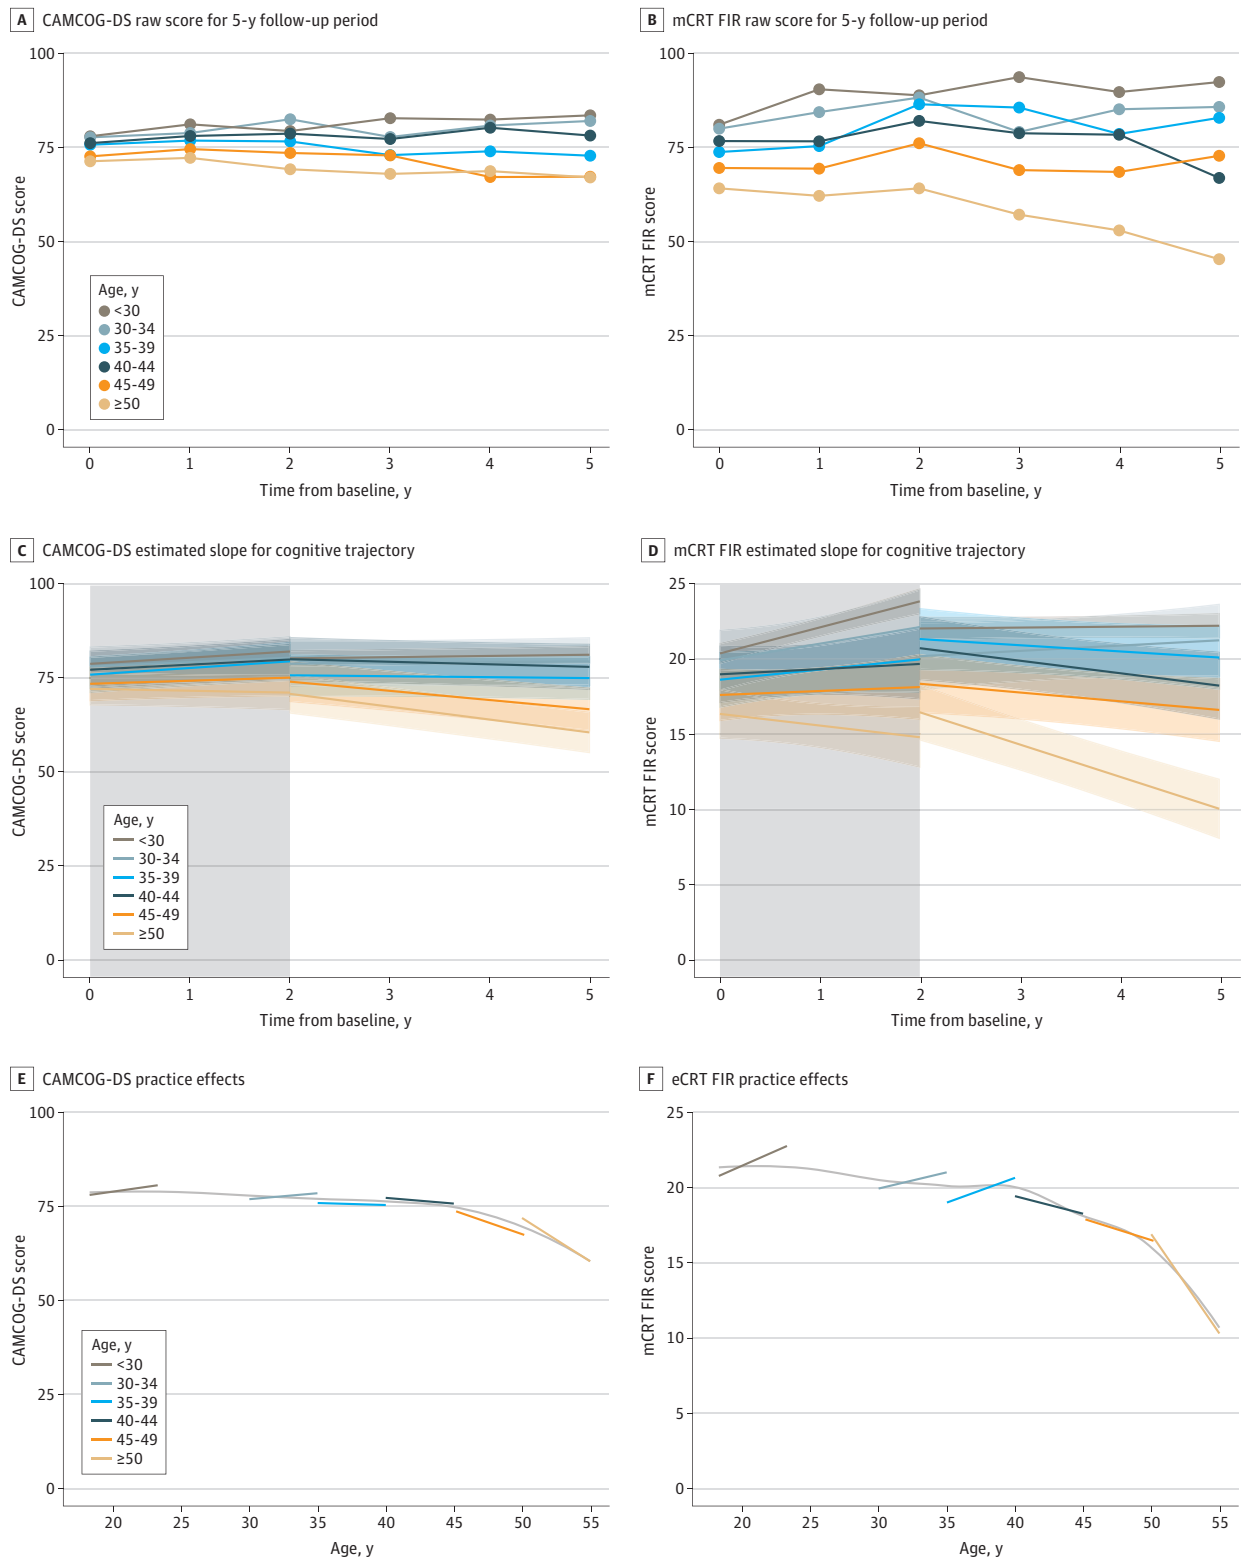 A CAMCOG-DS raw score for 5-y follow-up period
100
75
50
25
0
CAMCOG-DS score
Age, y
<30
30-34
35-39
40-44
45-49
≥50
0 1 2 3 4 5
Time from baseline, y
B mCRT FIR raw score for 5-y follow-up period
100
75
50
25
0
mCRT FIR score
0 1 2 3 4 5
Time from baseline, y
C CAMCOG-DS estimated slope for cognitive trajectory
100
75
50
25
0
CAMCOG-DS score
Age, y
<30
30-34
35-39
40-44
45-49
≥50
0 1 2 3 4 5
Time from baseline, y
D mCRT FIR estimated slope for cognitive trajectory
25
20
15
10
5
0
mCRT FIR score
0 1 2 3 4 5
Time from baseline, y
E CAMCOG-DS practice effects
100
75
50
25
0
CAMCOG-DS score
Age, y
<30
30-34
35-39
40-44
45-49
≥50
20 25 30 35 40 45 50 55
Age, y
F eCRT FIR practice effects
25
20
15
10
5
0
mCRT FIR score
20 25 30 35 40 45 50 55
Age, y